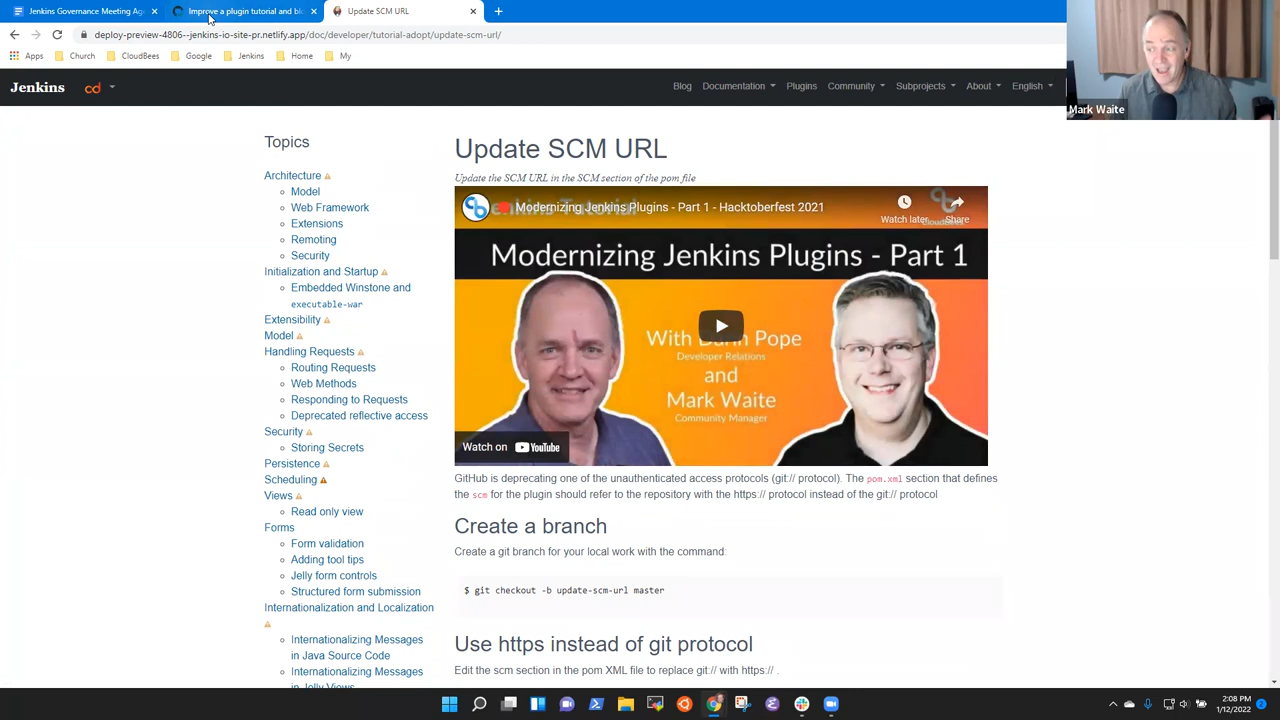 Jenkins Governance Meeting Age
Improve a plugin tutorial and blo
Update SCM URL
deploy-preview-4806--jenkins-io-site-pr.netlify.app/doc/developer/tutorial-adopt/update-scm-url/
Apps
Church
CloudBees
Google
Jenkins
Home
My
Mark Waite
Jenkins
cd
Blog
Documentation
Plugins
Community
Subprojects
About
English
Topics
Architecture
Model
Web Framework
Extensions
Remoting
Security
Initialization and Startup
Embedded Winstone and
executable-war
Extensibility
Model
Handling Requests
Routing Requests
Web Methods
Responding to Requests
Deprecated reflective access
Security
Storing Secrets
Persistence
Scheduling
Views
Read only view
Forms
Form validation
Adding tool tips
Jelly form controls
Structured form submission
Internationalization and Localization
Internationalizing Messages
in Java Source Code
Internationalizing Messages
in Jelly Views
Update SCM URL
Update the SCM URL in the SCM section of the pom file
Modernizing Jenkins Plugins - Part 1 - Hacktoberfest 2021
Watch later
Share
Modernizing Jenkins Plugins - Part 1
With Darin Pope
Developer Relations
and
Mark Waite
Community Manager
Watch on YouTube
GitHub is deprecating one of the unauthenticated access protocols (git:// protocol). The pom.xml section that defines
the scm for the plugin should refer to the repository with the https:// protocol instead of the git:// protocol
Create a branch
Create a git branch for your local work with the command:
$ git checkout -b update-scm-url master
Use https instead of git protocol
Edit the scm section in the pom XML file to replace git:// with https:// .
2:08 PM
1/12/2022